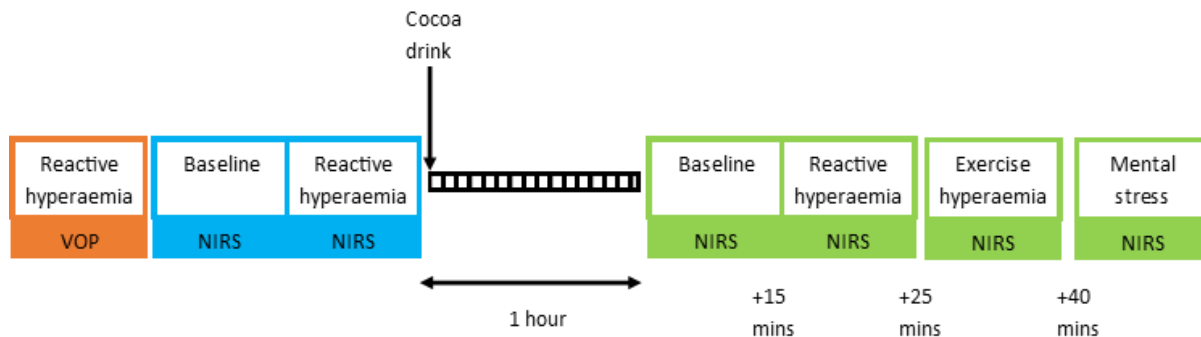 Cocoa
drink
Reactive
hyperaemia
VOP
Baseline
NIRS
Reactive
hyperaemia
NIRS
1 hour
Baseline
NIRS
Reactive
hyperaemia
NIRS
Exercise
hyperaemia
NIRS
Mental
stress
NIRS
+15
mins
+25
mins
+40
mins